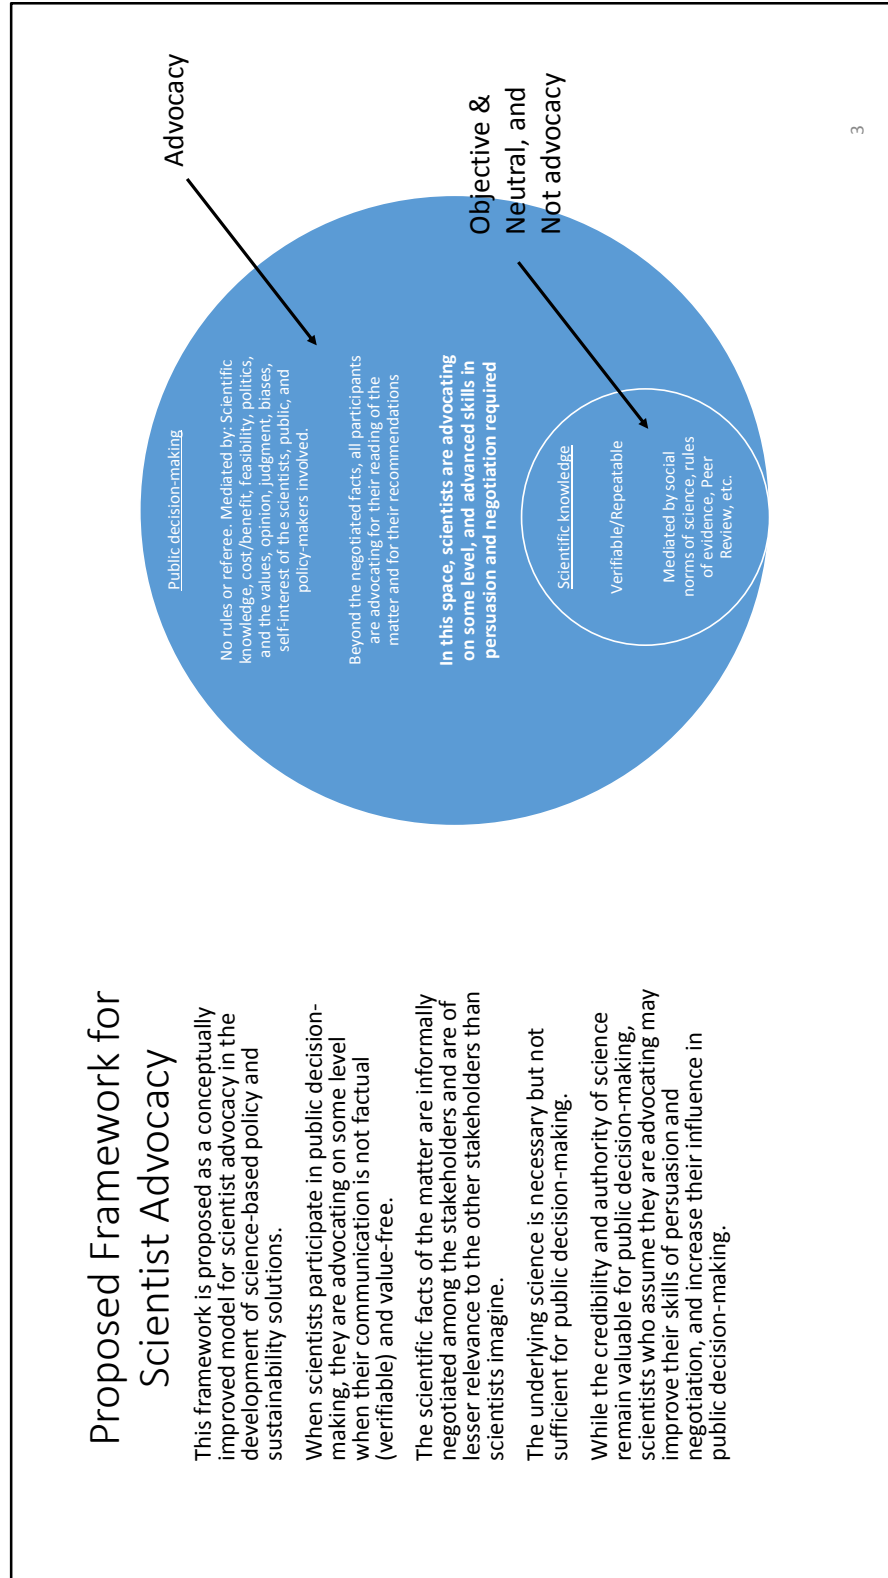 Proposed Framework for
Scientist Advocacy
This framework is proposed as a conceptually
improved model for scientist advocacy in the
development of science-based policy and
sustainability solutions.
When scientists participate in public decision-
making, they are advocating on some level
when their communication is not factual
(verifiable) and value-free.
The scientific facts of the matter are informally
negotiated among the stakeholders and are of
lesser relevance to the other stakeholders than
scientists imagine.
The underlying science is necessary but not
sufficient for public decision-making.
While the credibility and authority of science
remain valuable for public decision-making,
scientists who assume they are advocating may
improve their skills of persuasion and
negotiation, and increase their influence in
public decision-making.
Public decision-making
No rules or referee. Mediated by: Scientific
knowledge, cost/benefit, feasibility, politics,
and the values, opinion, judgment, biases,
self-interest of the scientists, public, and
policy-makers involved.
Beyond the negotiated facts, all participants
are advocating for their reading of the
matter and for their recommendations
In this space, scientists are advocating
on some level, and advanced skills in
persuasion and negotiation required
Scientific knowledge
Verifiable/Repeatable
Mediated by social
norms of science, rules
of evidence, Peer
Review, etc.
Advocacy
Objective &
Neutral, and
Not advocacy
3